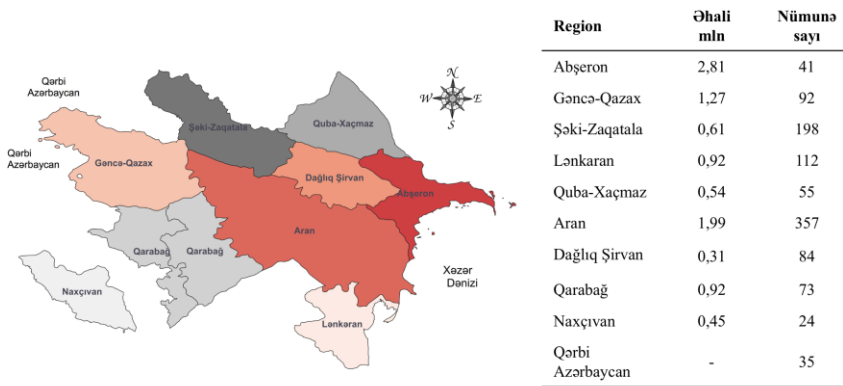 Qərbi
Azərbaycan
Qərbi
Azərbaycan
Şəki-Zaqatala
Quba-Xaçmaz
N
W
E
S
Gəncə-Qazax
Dağlıq Şirvan
Abşeron
Aran
Qarabağ
Qarabağ
Xəzər
Dənizi
Naxçıvan
Lənkəran
Region Əhali mln Nümunə sayı
Abşeron 2,81 41
Gəncə-Qazax 1,27 92
Şəki-Zaqatala 0,61 198
Lənkaran 0,92 112
Quba-Xaçmaz 0,54 55
Aran 1,99 357
Dağlıq Şirvan 0,31 84
Qarabağ 0,92 73
Naxçıvan 0,45 24
Qərbi Azərbaycan - 35